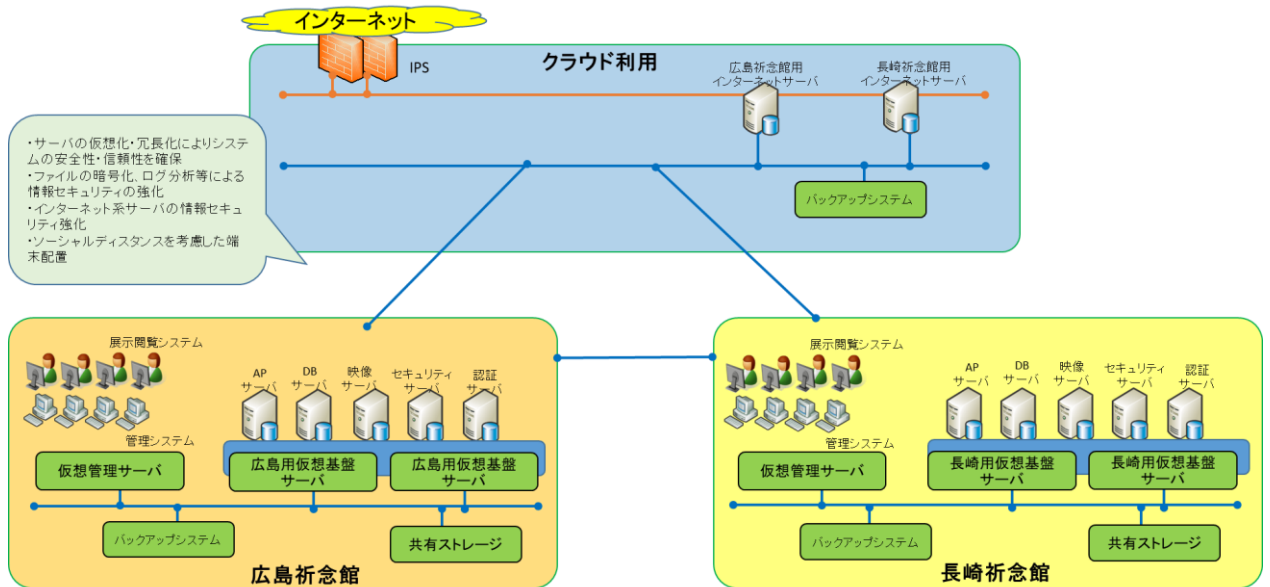 インターネット
IPS
クラウド利用
広島祈念館用
インターネットサーバ
長崎祈念館用
インターネットサーバ
バックアップシステム
・サーバの仮想化・冗長化によりシステ
ムの安全性・信頼性を確保
・ファイルの暗号化、ログ分析等による
情報セキュリティの強化
・インターネット系サーバの情報セキュ
リティ強化
・ソーシャルディスタンスを考慮した端
末配置
展示閲覧システム
AP
サーバ
DB
サーバ
映像
サーバ
セキュリティ
サーバ
認証
サーバ
管理システム
仮想管理サーバ
広島用仮想基盤
サーバ
広島用仮想基盤
サーバ
バックアップシステム
共有ストレージ
広島祈念館
展示閲覧システム
AP
サーバ
DB
サーバ
映像
サーバ
セキュリティ
サーバ
認証
サーバ
管理システム
仮想管理サーバ
長崎用仮想基盤
サーバ
長崎用仮想基盤
サーバ
バックアップシステム
共有ストレージ
長崎祈念館